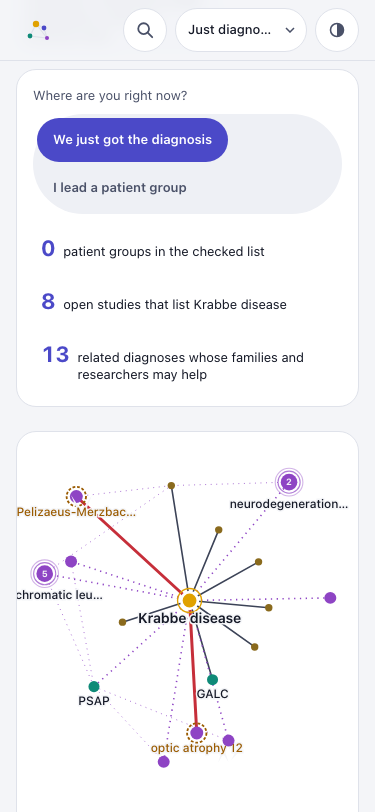 Just diagno...
Where are you right now?
We just got the diagnosis
I lead a patient group
0 patient groups in the checked list
8 open studies that list Krabbe disease
13 related diagnoses whose families and
researchers may help
2
neurodegeneration...
Pelizaeus-Merzbac...
5
chromatic leu...
Krabbe disease
PSAP
GALC
optic atrophy 12